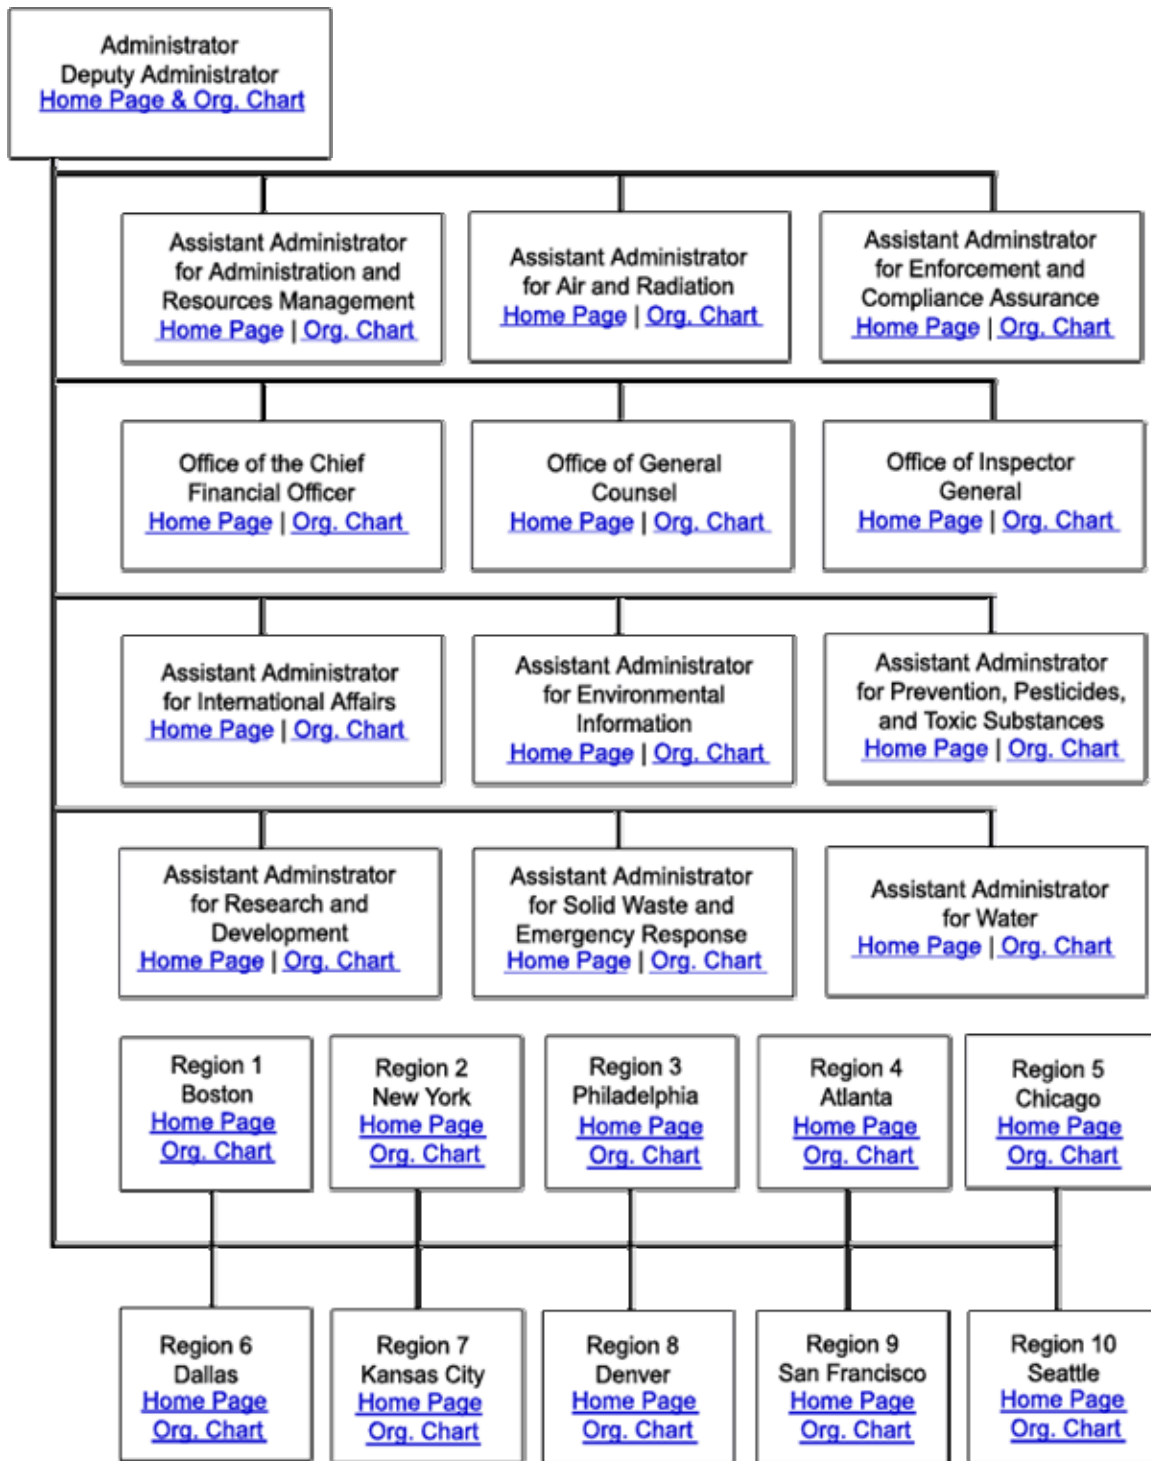 Administrator
Deputy Administrator
Home Page & Org. Chart
Assistant Administrator
for Administration and
Resources Management
Home Page | Org. Chart
Assistant Administrator
for Air and Radiation
Home Page | Org. Chart
Assistant Adminstrator
for Enforcement and
Compliance Assurance
Home Page | Org. Chart
Office of the Chief
Financial Officer
Home Page | Org. Chart
Office of General
Counsel
Home Page | Org. Chart
Office of Inspector
General
Home Page | Org. Chart
Assistant Administrator
for International Affairs
Home Page | Org. Chart
Assistant Administrator
for Environmental
Information
Home Page | Org. Chart
Assistant Adminstrator
for Prevention, Pesticides,
and Toxic Substances
Home Page | Org. Chart
Assistant Adminstrator
for Research and
Development
Home Page | Org. Chart
Assistant Administrator
for Solid Waste and
Emergency Response
Home Page | Org. Chart
Assistant Administrator
for Water
Home Page | Org. Chart
Region 1
Boston
Home Page
Org. Chart
Region 2
New York
Home Page
Org. Chart
Region 3
Philadelphia
Home Page
Org. Chart
Region 4
Atlanta
Home Page
Org. Chart
Region 5
Chicago
Home Page
Org. Chart
Region 6
Dallas
Home Page
Org. Chart
Region 7
Kansas City
Home Page
Org. Chart
Region 8
Denver
Home Page
Org. Chart
Region 9
San Francisco
Home Page
Org. Chart
Region 10
Seattle
Home Page
Org. Chart